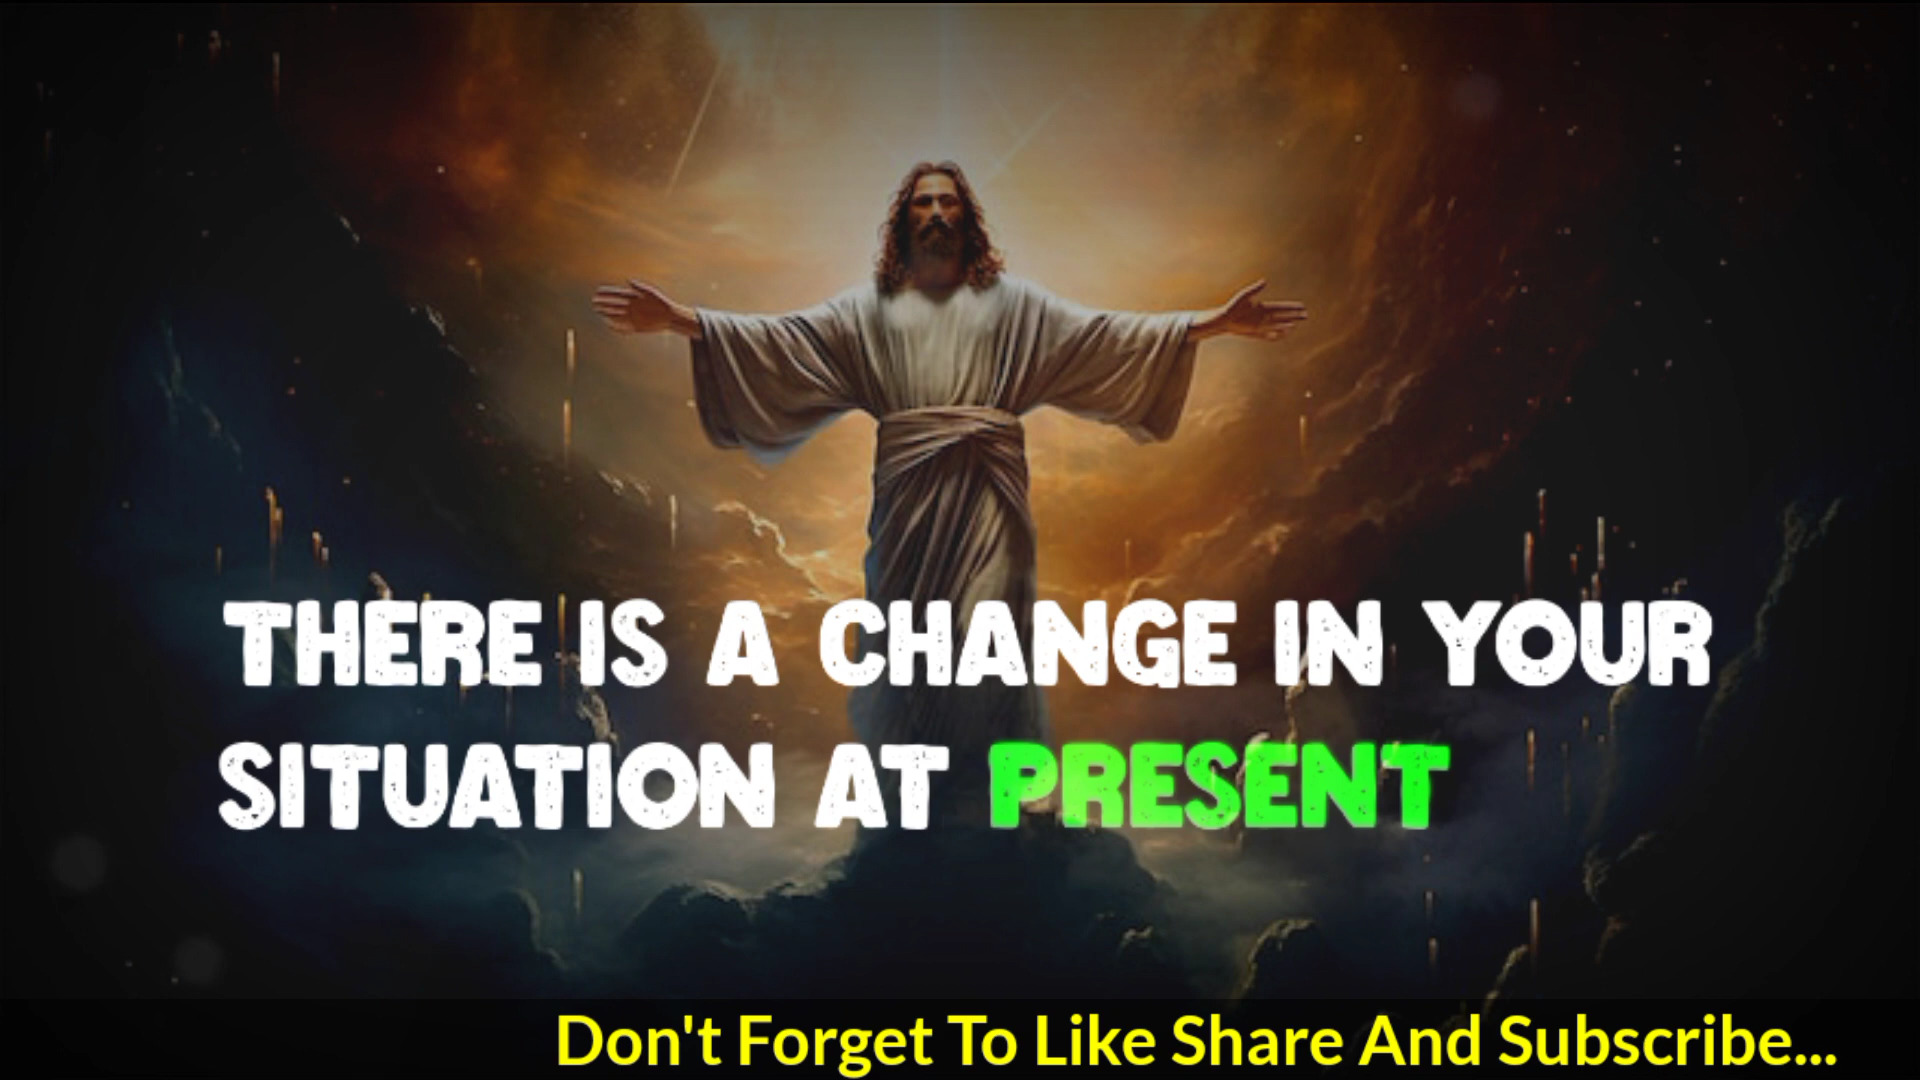 THERE IS A CHANGE IN YOUR
SITUATION AT PRESENT
Don't Forget To Like Share And Subscribe...